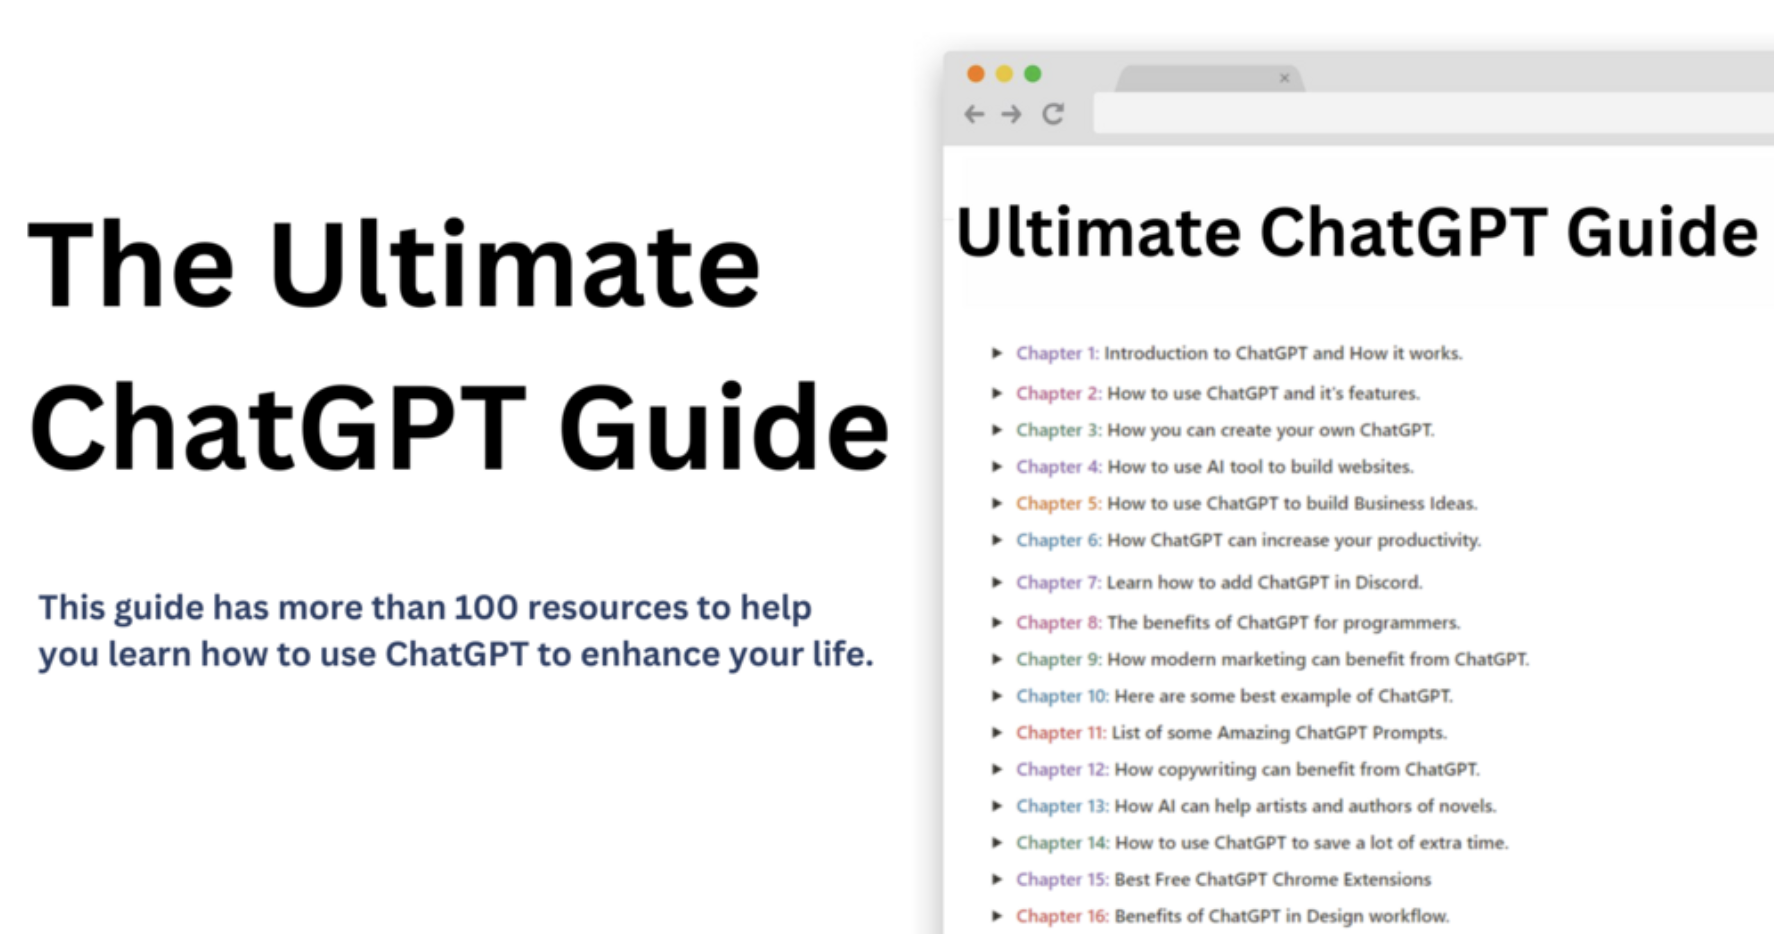 The Ultimate
ChatGPT Guide
This guide has more than 100 resources to help
you learn how to use ChatGPT to enhance your life.
Ultimate ChatGPT Guide
Chapter 1: Introduction to ChatGPT and How it works.
Chapter 2: How to use ChatGPT and it's features.
Chapter 3: How you can create your own ChatGPT.
Chapter 4: How to use AI tool to build websites.
Chapter 5: How to use ChatGPT to build Business Ideas.
Chapter 6: How ChatGPT can increase your productivity.
Chapter 7: Learn how to add ChatGPT in Discord.
Chapter 8: The benefits of ChatGPT for programmers.
Chapter 9: How modern marketing can benefit from ChatGPT.
Chapter 10: Here are some best example of ChatGPT.
Chapter 11: List of some Amazing ChatGPT Prompts.
Chapter 12: How copywriting can benefit from ChatGPT.
Chapter 13: How AI can help artists and authors of novels.
Chapter 14: How to use ChatGPT to save a lot of extra time.
Chapter 15: Best Free ChatGPT Chrome Extensions
Chapter 16: Benefits of ChatGPT in Design workflow.